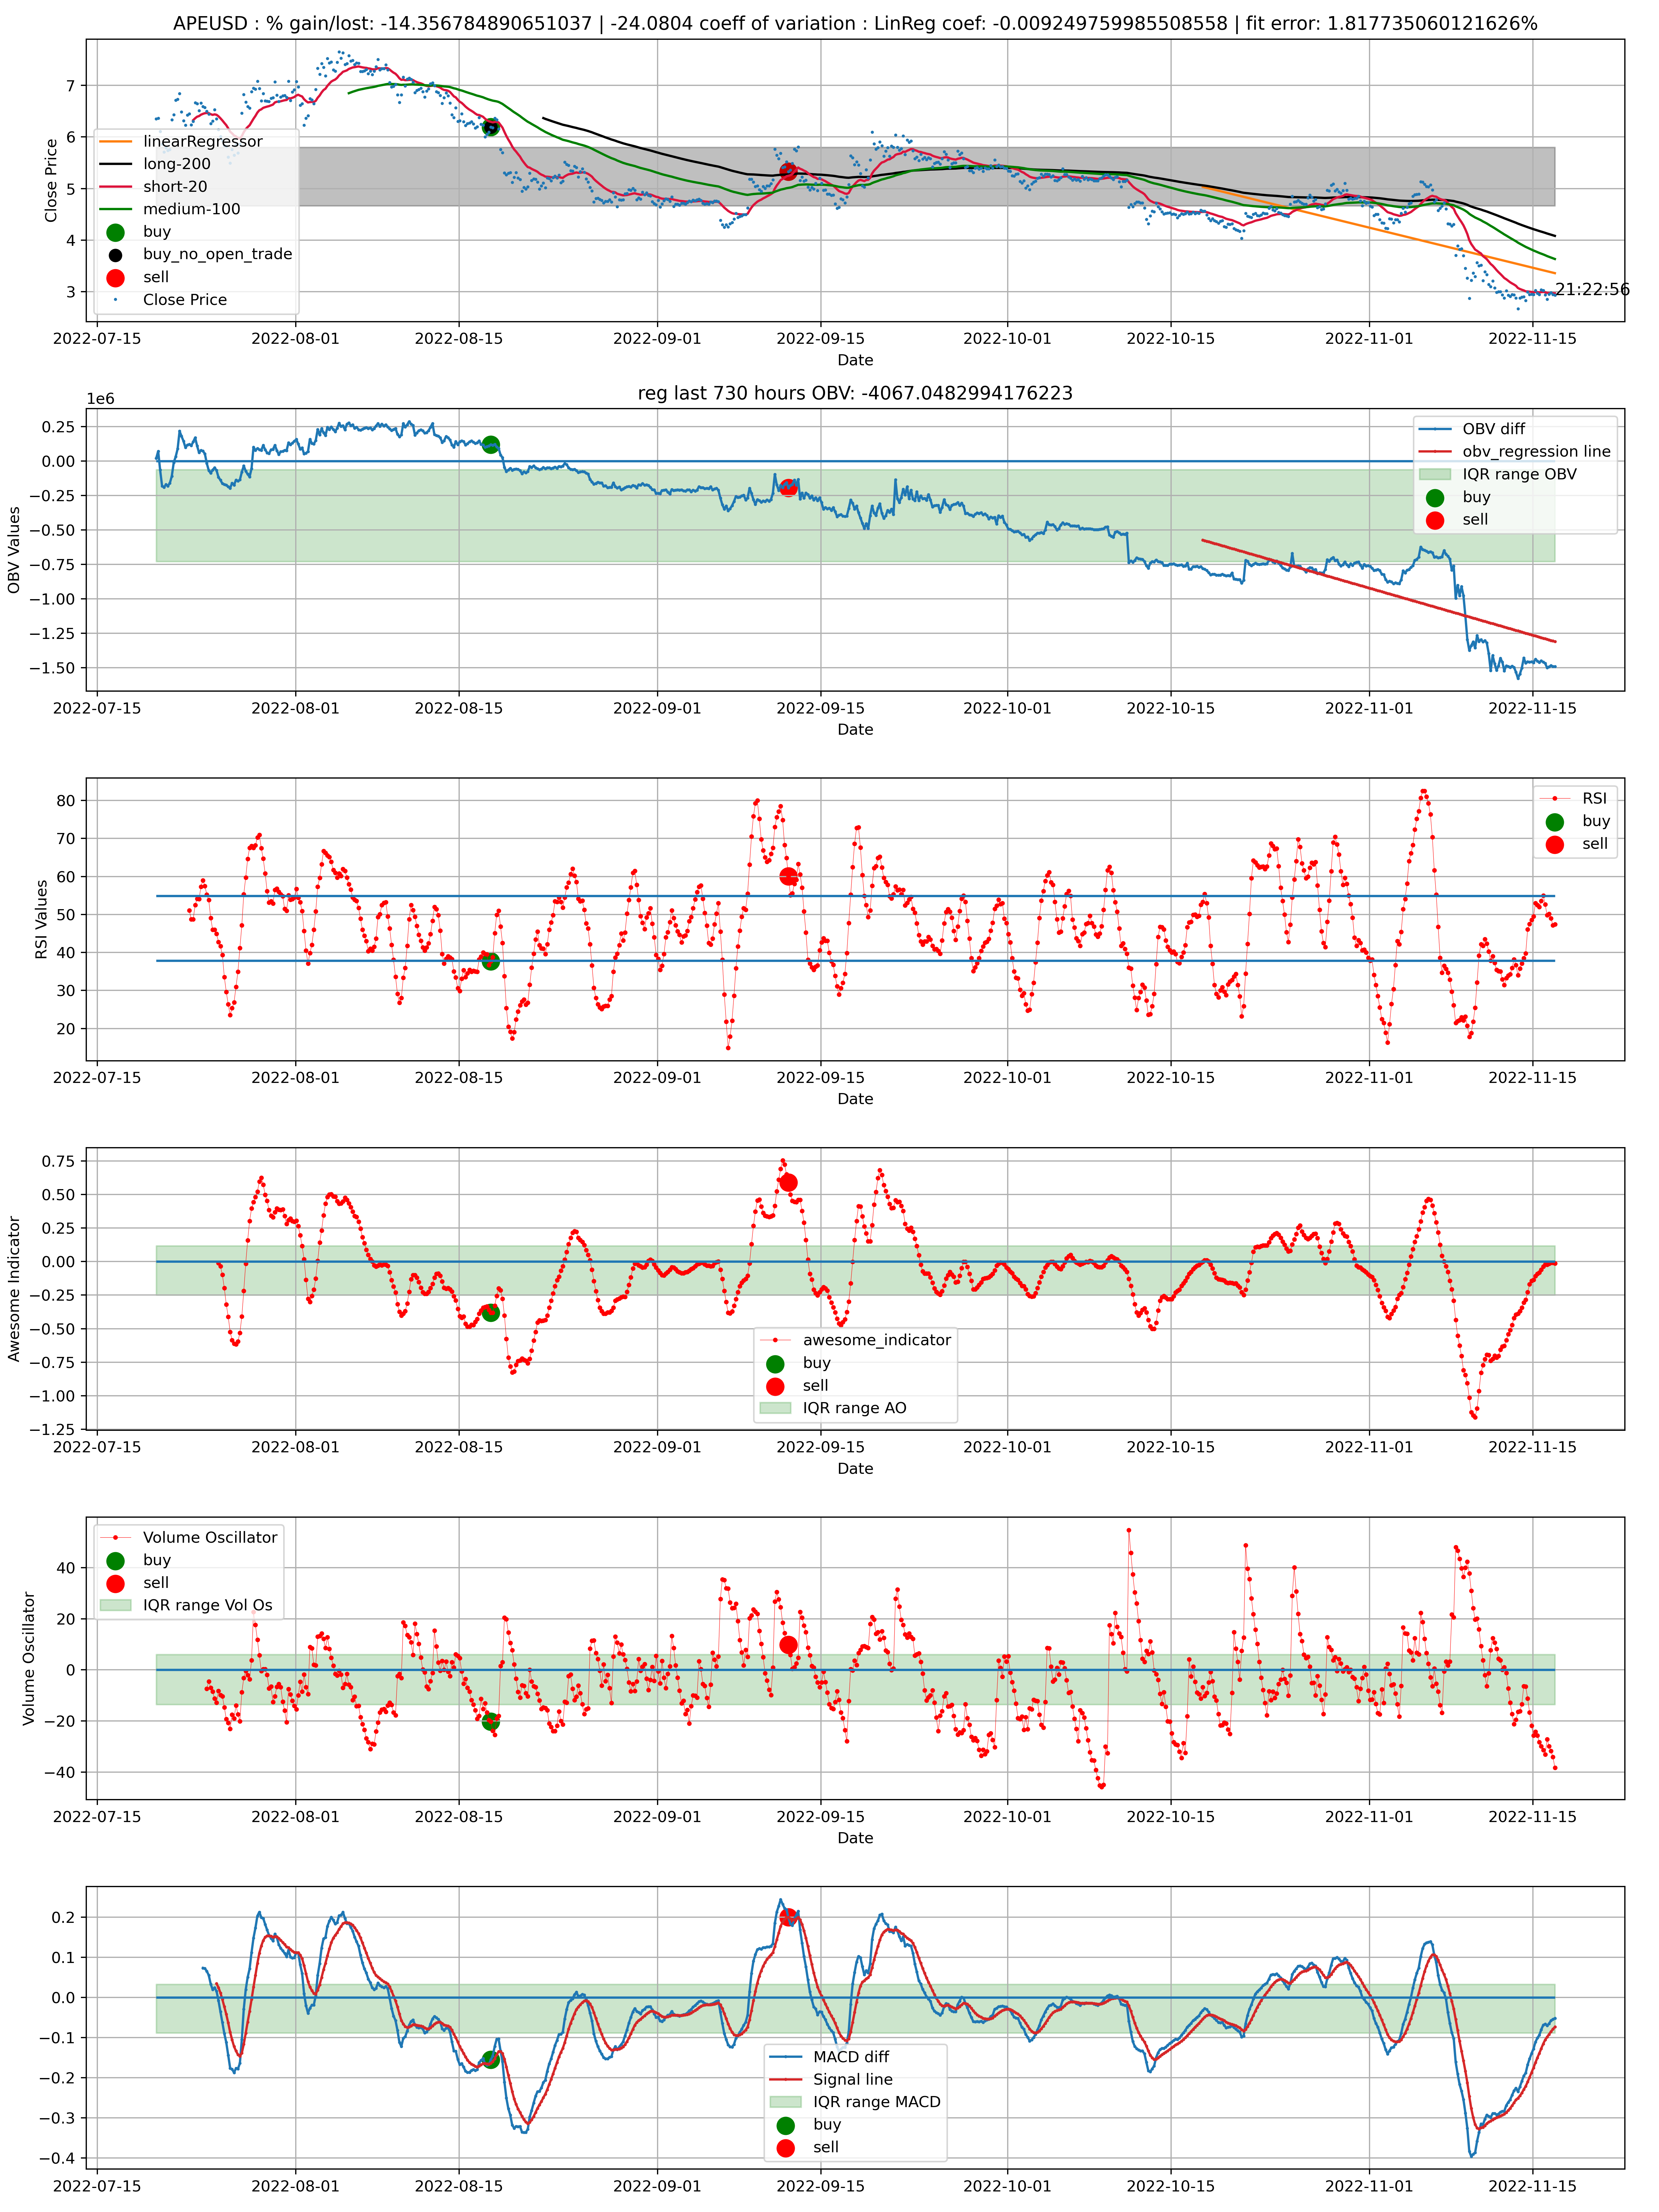 APEUSD : % gain/lost: -14.356784890651037 | -24.0804 coeff of variation : LinReg coef: -0.009249759985508558 | fit error: 1.817735060121626%
Close Price
7
6
5
4
3
linearRegressor
long-200
short-20
medium-100
buy
buy_no_open_trade
sell
Close Price
21:22:56
2022-07-15 2022-08-01 2022-08-15 2022-09-01 2022-09-15 2022-10-01 2022-10-15 2022-11-01 2022-11-15
Date
reg last 730 hours OBV: -4067.0482994176223
1e6
OBV Values
0.25
0.00
−0.25
−0.50
−0.75
−1.00
−1.25
−1.50
OBV diff
obv_regression line
IQR range OBV
buy
sell
2022-07-15 2022-08-01 2022-08-15 2022-09-01 2022-09-15 2022-10-01 2022-10-15 2022-11-01 2022-11-15
Date
RSI Values
80
70
60
50
40
30
20
RSI
buy
sell
2022-07-15 2022-08-01 2022-08-15 2022-09-01 2022-09-15 2022-10-01 2022-10-15 2022-11-01 2022-11-15
Date
Awesome Indicator
0.75
0.50
0.25
0.00
−0.25
−0.50
−0.75
−1.00
−1.25
awesome_indicator
buy
sell
IQR range AO
2022-07-15 2022-08-01 2022-08-15 2022-09-01 2022-09-15 2022-10-01 2022-10-15 2022-11-01 2022-11-15
Date
Volume Oscillator
40
20
0
−20
−40
Volume Oscillator
buy
sell
IQR range Vol Os
2022-07-15 2022-08-01 2022-08-15 2022-09-01 2022-09-15 2022-10-01 2022-10-15 2022-11-01 2022-11-15
Date
0.2
0.1
0.0
−0.1
−0.2
−0.3
−0.4
MACD diff
Signal line
IQR range MACD
buy
sell
2022-07-15 2022-08-01 2022-08-15 2022-09-01 2022-09-15 2022-10-01 2022-10-15 2022-11-01 2022-11-15